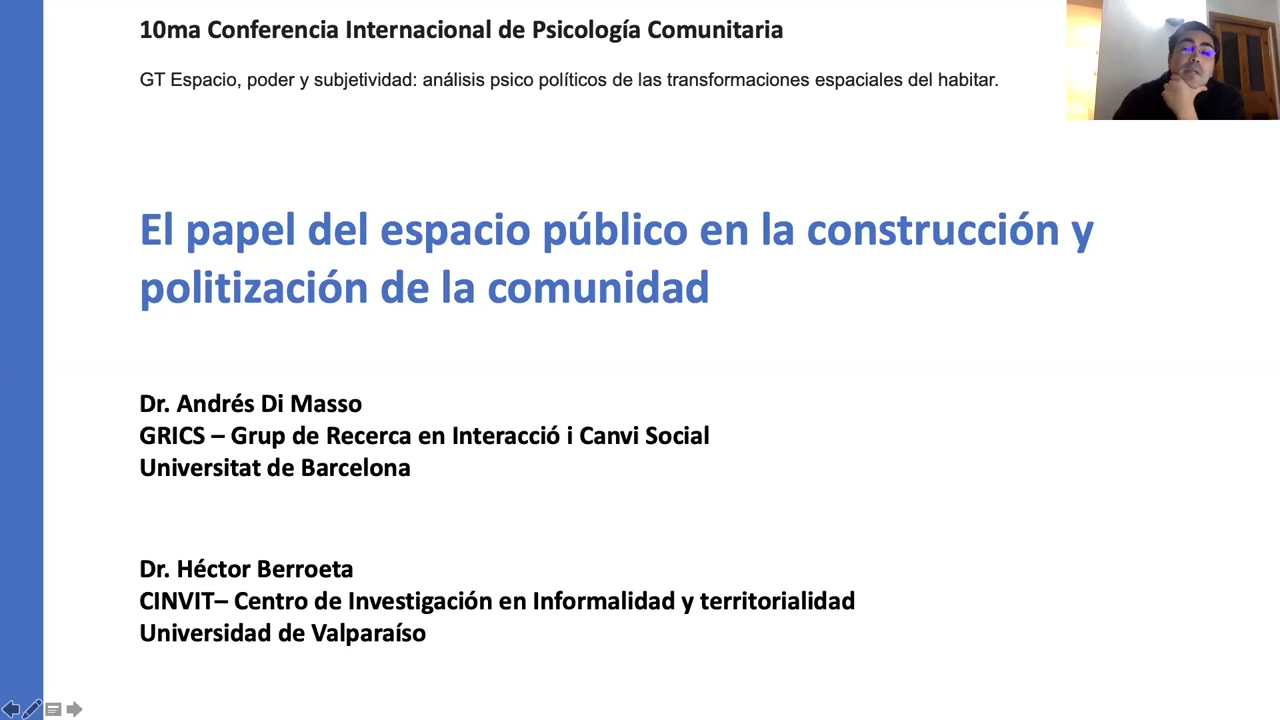 10ma Conferencia Internacional de Psicología Comunitaria
GT Espacio, poder y subjetividad: análisis psico políticos de las transformaciones espaciales del habitar.
El papel del espacio público en la construcción y
politización de la comunidad
Dr. Andrés Di Masso
GRICS – Grup de Recerca en Interacció i Canvi Social
Universitat de Barcelona
Dr. Héctor Berroeta
CINVIT– Centro de Investigación en Informalidad y territorialidad
Universidad de Valparaíso